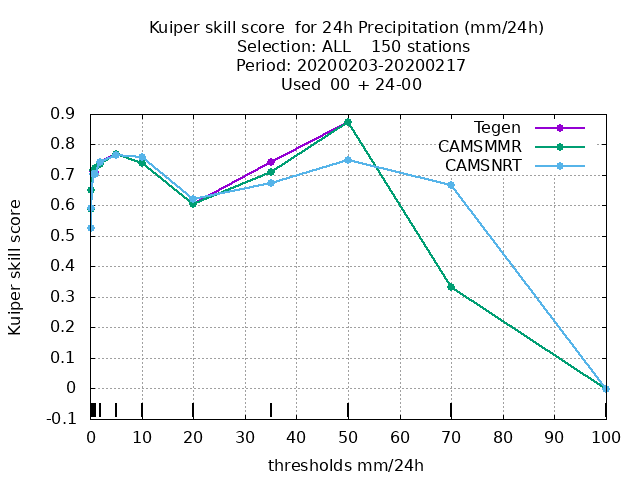 Kuiper skill score  for 24h Precipitation (mm/24h)
Selection: ALL    150 stations
Period: 20200203-20200217
Used  00 + 24-00
Tegen
CAMSMMR
CAMSNRT
Kuiper skill score
0.9
0.8
0.7
0.6
0.5
0.4
0.3
0.2
0.1
0
-0.1
0 10 20 30 40 50 60 70 80 90 100
thresholds mm/24h